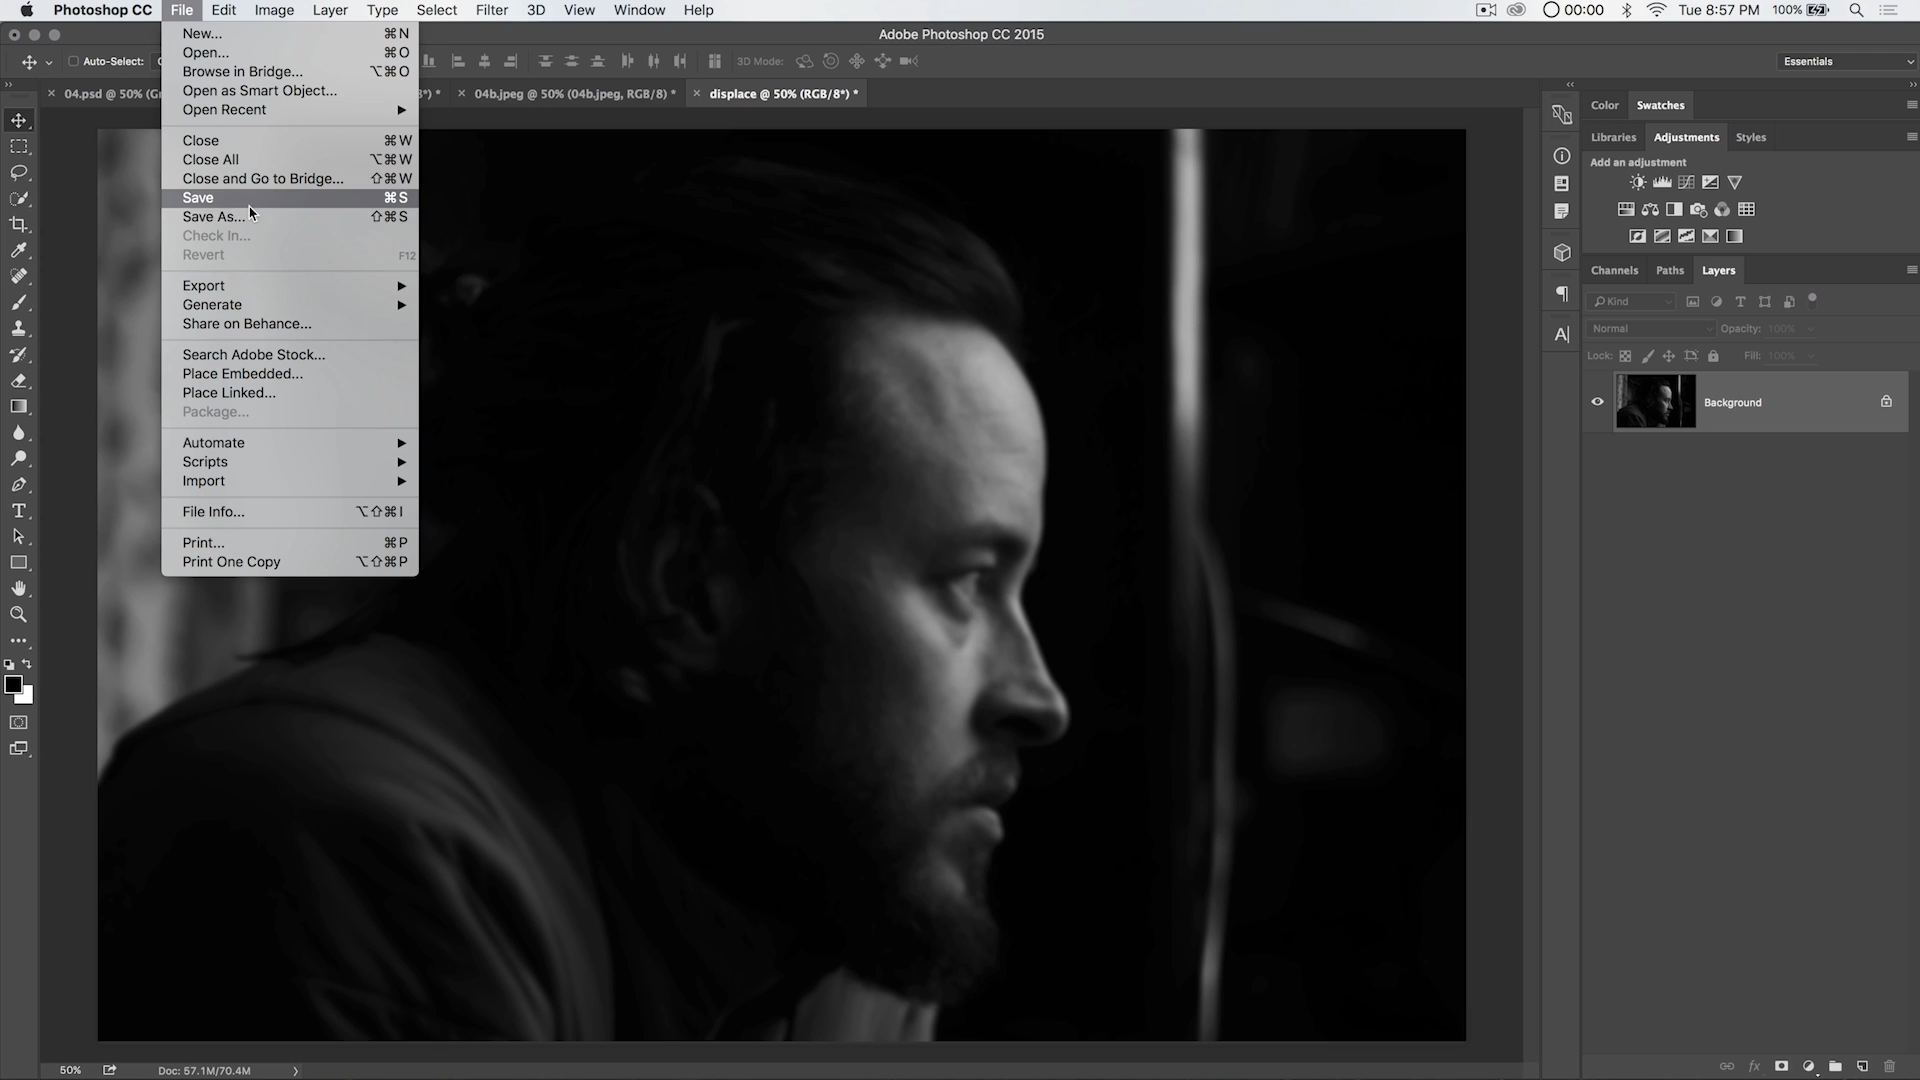 Photoshop CC File Edit Image Layer Type Select Filter 3D View Window Help 00:00 Tue 8:57 PM 100%
Adobe Photoshop CC 2015
Auto-Select: 3D Mode: Essentials
04.psd @ 50% (Gr 8*) * 04b.jpeg @ 50% (04b.jpeg, RGB/8) * displace @ 50% (RGB/8*) *
New... ⌘N
Open... ⌘O
Browse in Bridge... ⌥⌘O
Open as Smart Object...
Open Recent
Close ⌘W
Close All ⌥⌘W
Close and Go to Bridge... ⇧⌘W
Save ⌘S
Save As... ⇧⌘S
Check In...
Revert F12
Export
Generate
Share on Behance...
Search Adobe Stock...
Place Embedded...
Place Linked...
Package...
Automate
Scripts
Import
File Info... ⌥⇧⌘I
Print... ⌘P
Print One Copy ⌥⇧⌘P
Color Swatches
Libraries Adjustments Styles
Add an adjustment
Channels Paths Layers
Kind
Normal Opacity: 100%
Lock: Fill: 100%
Background
50% Doc: 57.1M/70.4M